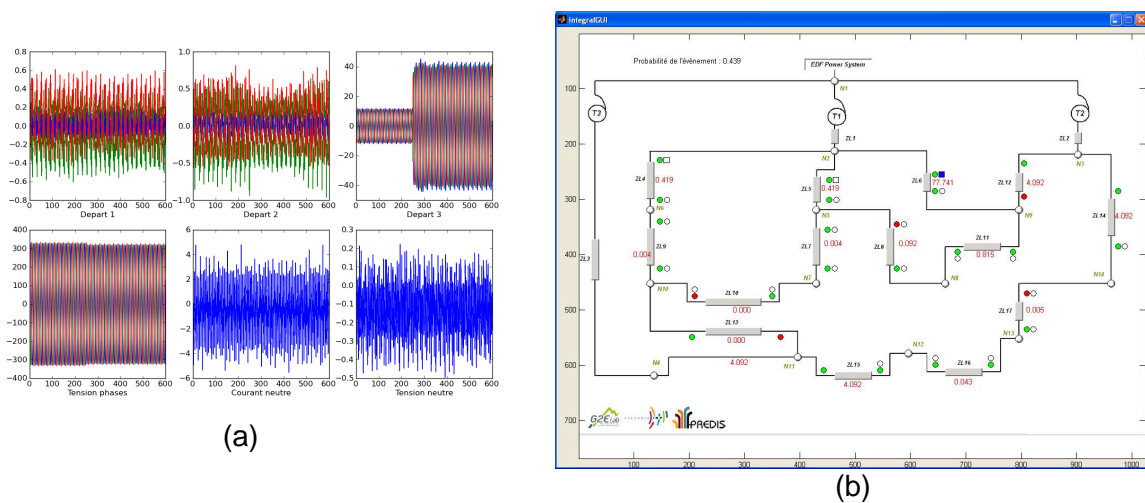 0.8
0.6
0.4
0.2
0.0
−0.2
−0.4
−0.6
−0.8
0 100 200 300 400 500 600
Depart 1
1.0
0.5
0.0
−0.5
−1.0
0 100 200 300 400 500 600
Depart 2
40
20
0
−20
−40
0 100 200 300 400 500 600
Depart 3
400
300
200
100
0
−100
−200
−300
−400
0 100 200 300 400 500 600
Tension phases
6
4
2
0
−2
−4
−6
0 100 200 300 400 500 600
Courant neutre
0.3
0.2
0.1
0.0
−0.1
−0.2
−0.3
−0.4
−0.5
0 100 200 300 400 500 600
Tension neutre
(a)
integralGUI
Probabilité de l'évènement : 0.439
EDF Power System
N1
T3
T1
T2
ZL1
ZL2
N2
N3
ZL4
0.419
ZL5
0.419
ZL6
77.741
ZL12
4.092
ZL14
4.092
N6
N5
N9
ZL9
0.004
ZL7
0.004
ZL8
0.092
ZL11
0.815
ZL3
N10
N7
N8
N14
ZL10
0.000
ZL17
0.005
ZL13
0.000
N13
N4
4.092
N11
N12
ZL15
4.092
ZL16
0.043
G2Elab
PREDIS
100
200
300
400
500
600
700
100 200 300 400 500 600 700 800 900 1000
(b)